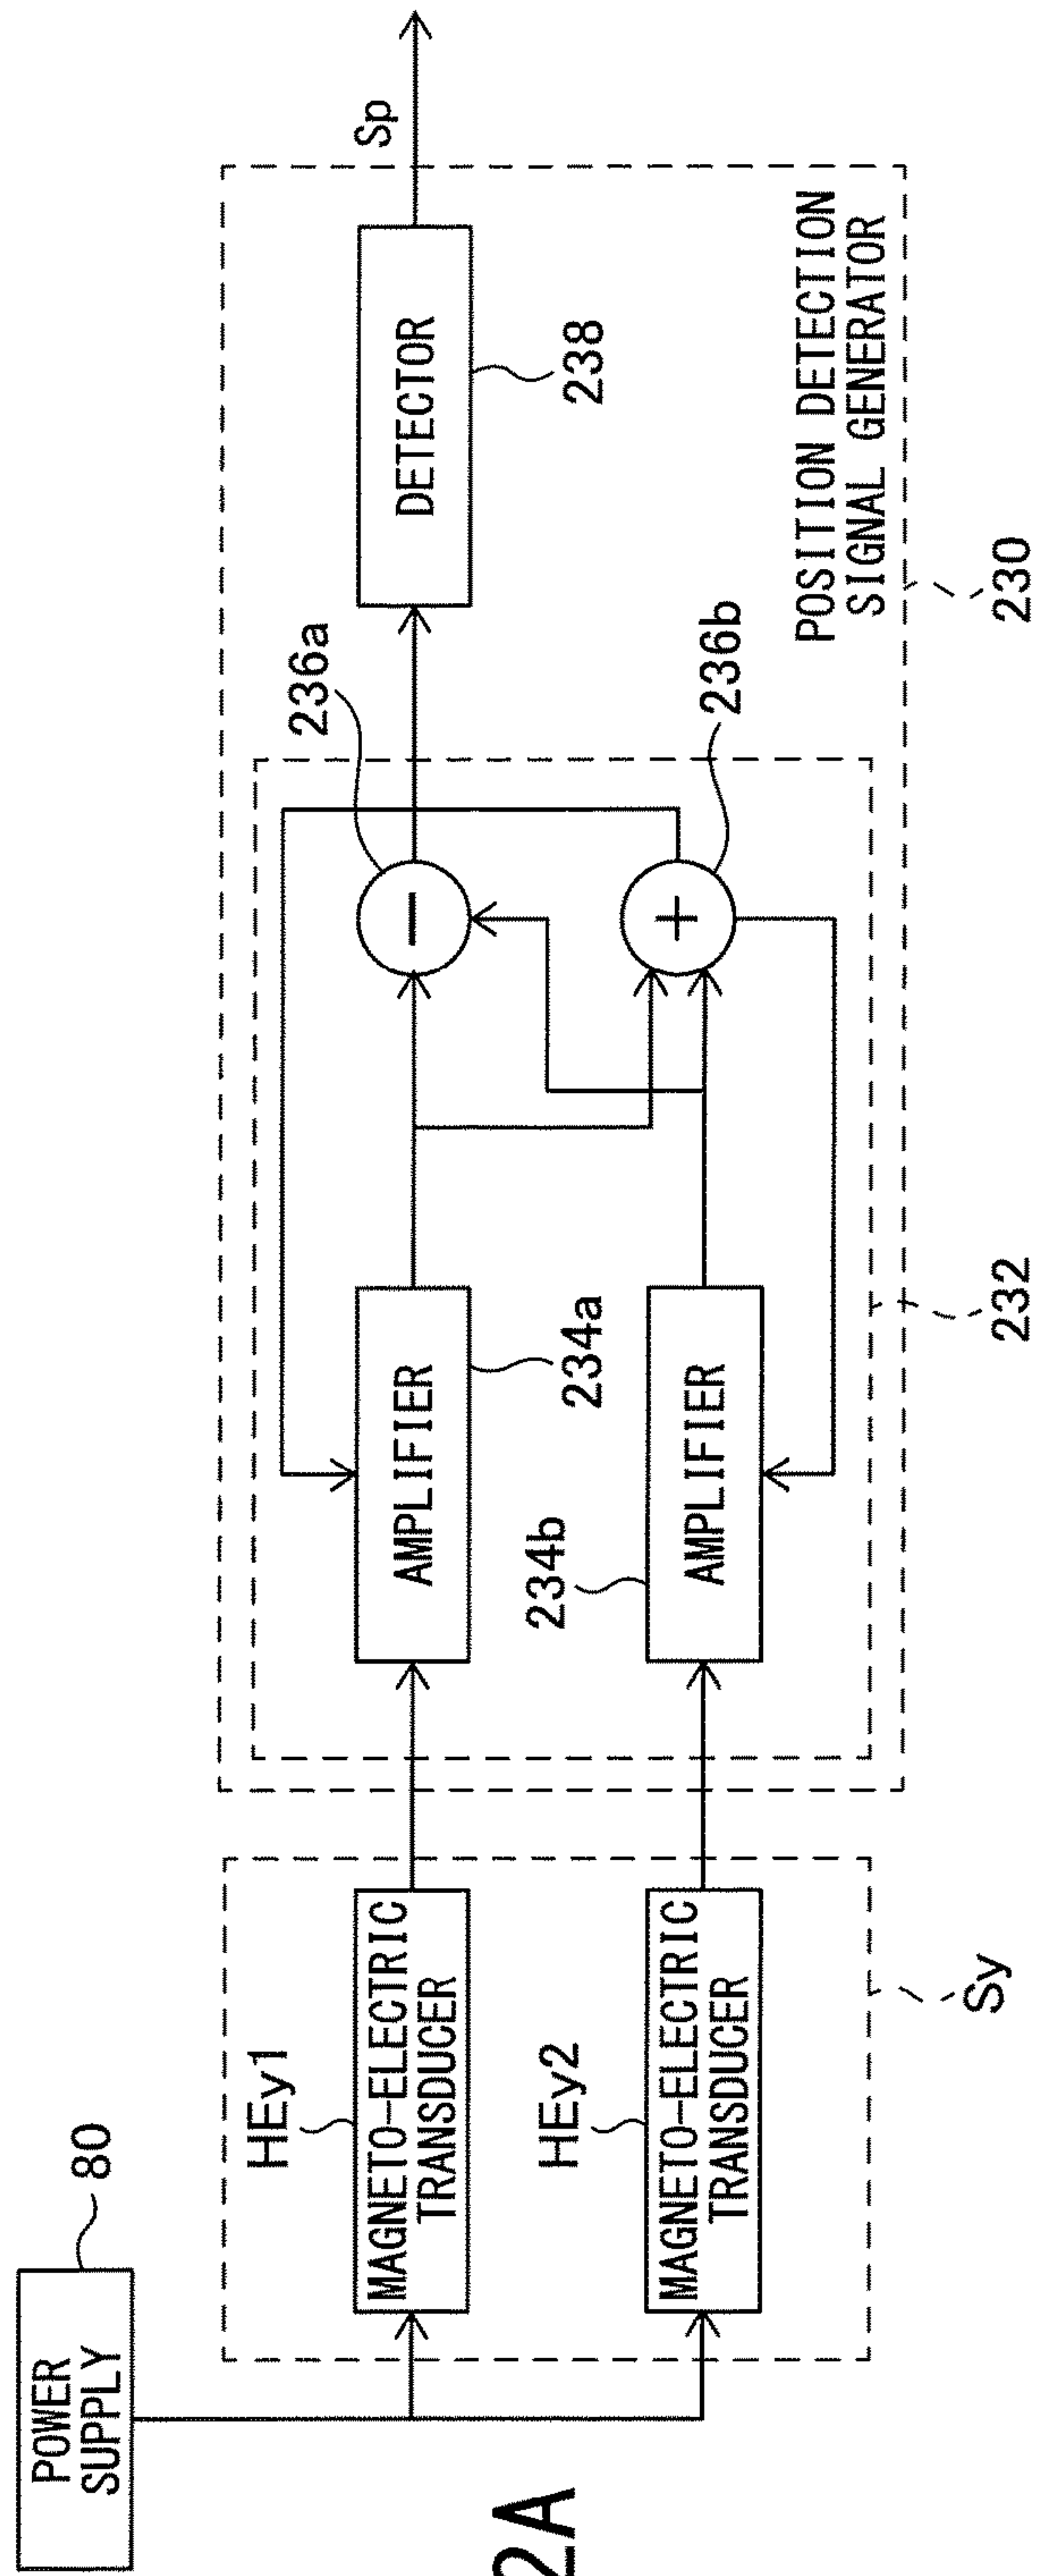 2A
POWER
SUPPLY
80
HEy1
MAGNETO-ELECTRIC
TRANSDUCER
HEy2
MAGNETO-ELECTRIC
TRANSDUCER
Sy
AMPLIFIER
234a
234b
AMPLIFIER
232
236a
−
236b
+
DETECTOR
238
Sp
POSITION DETECTION
SIGNAL GENERATOR
230